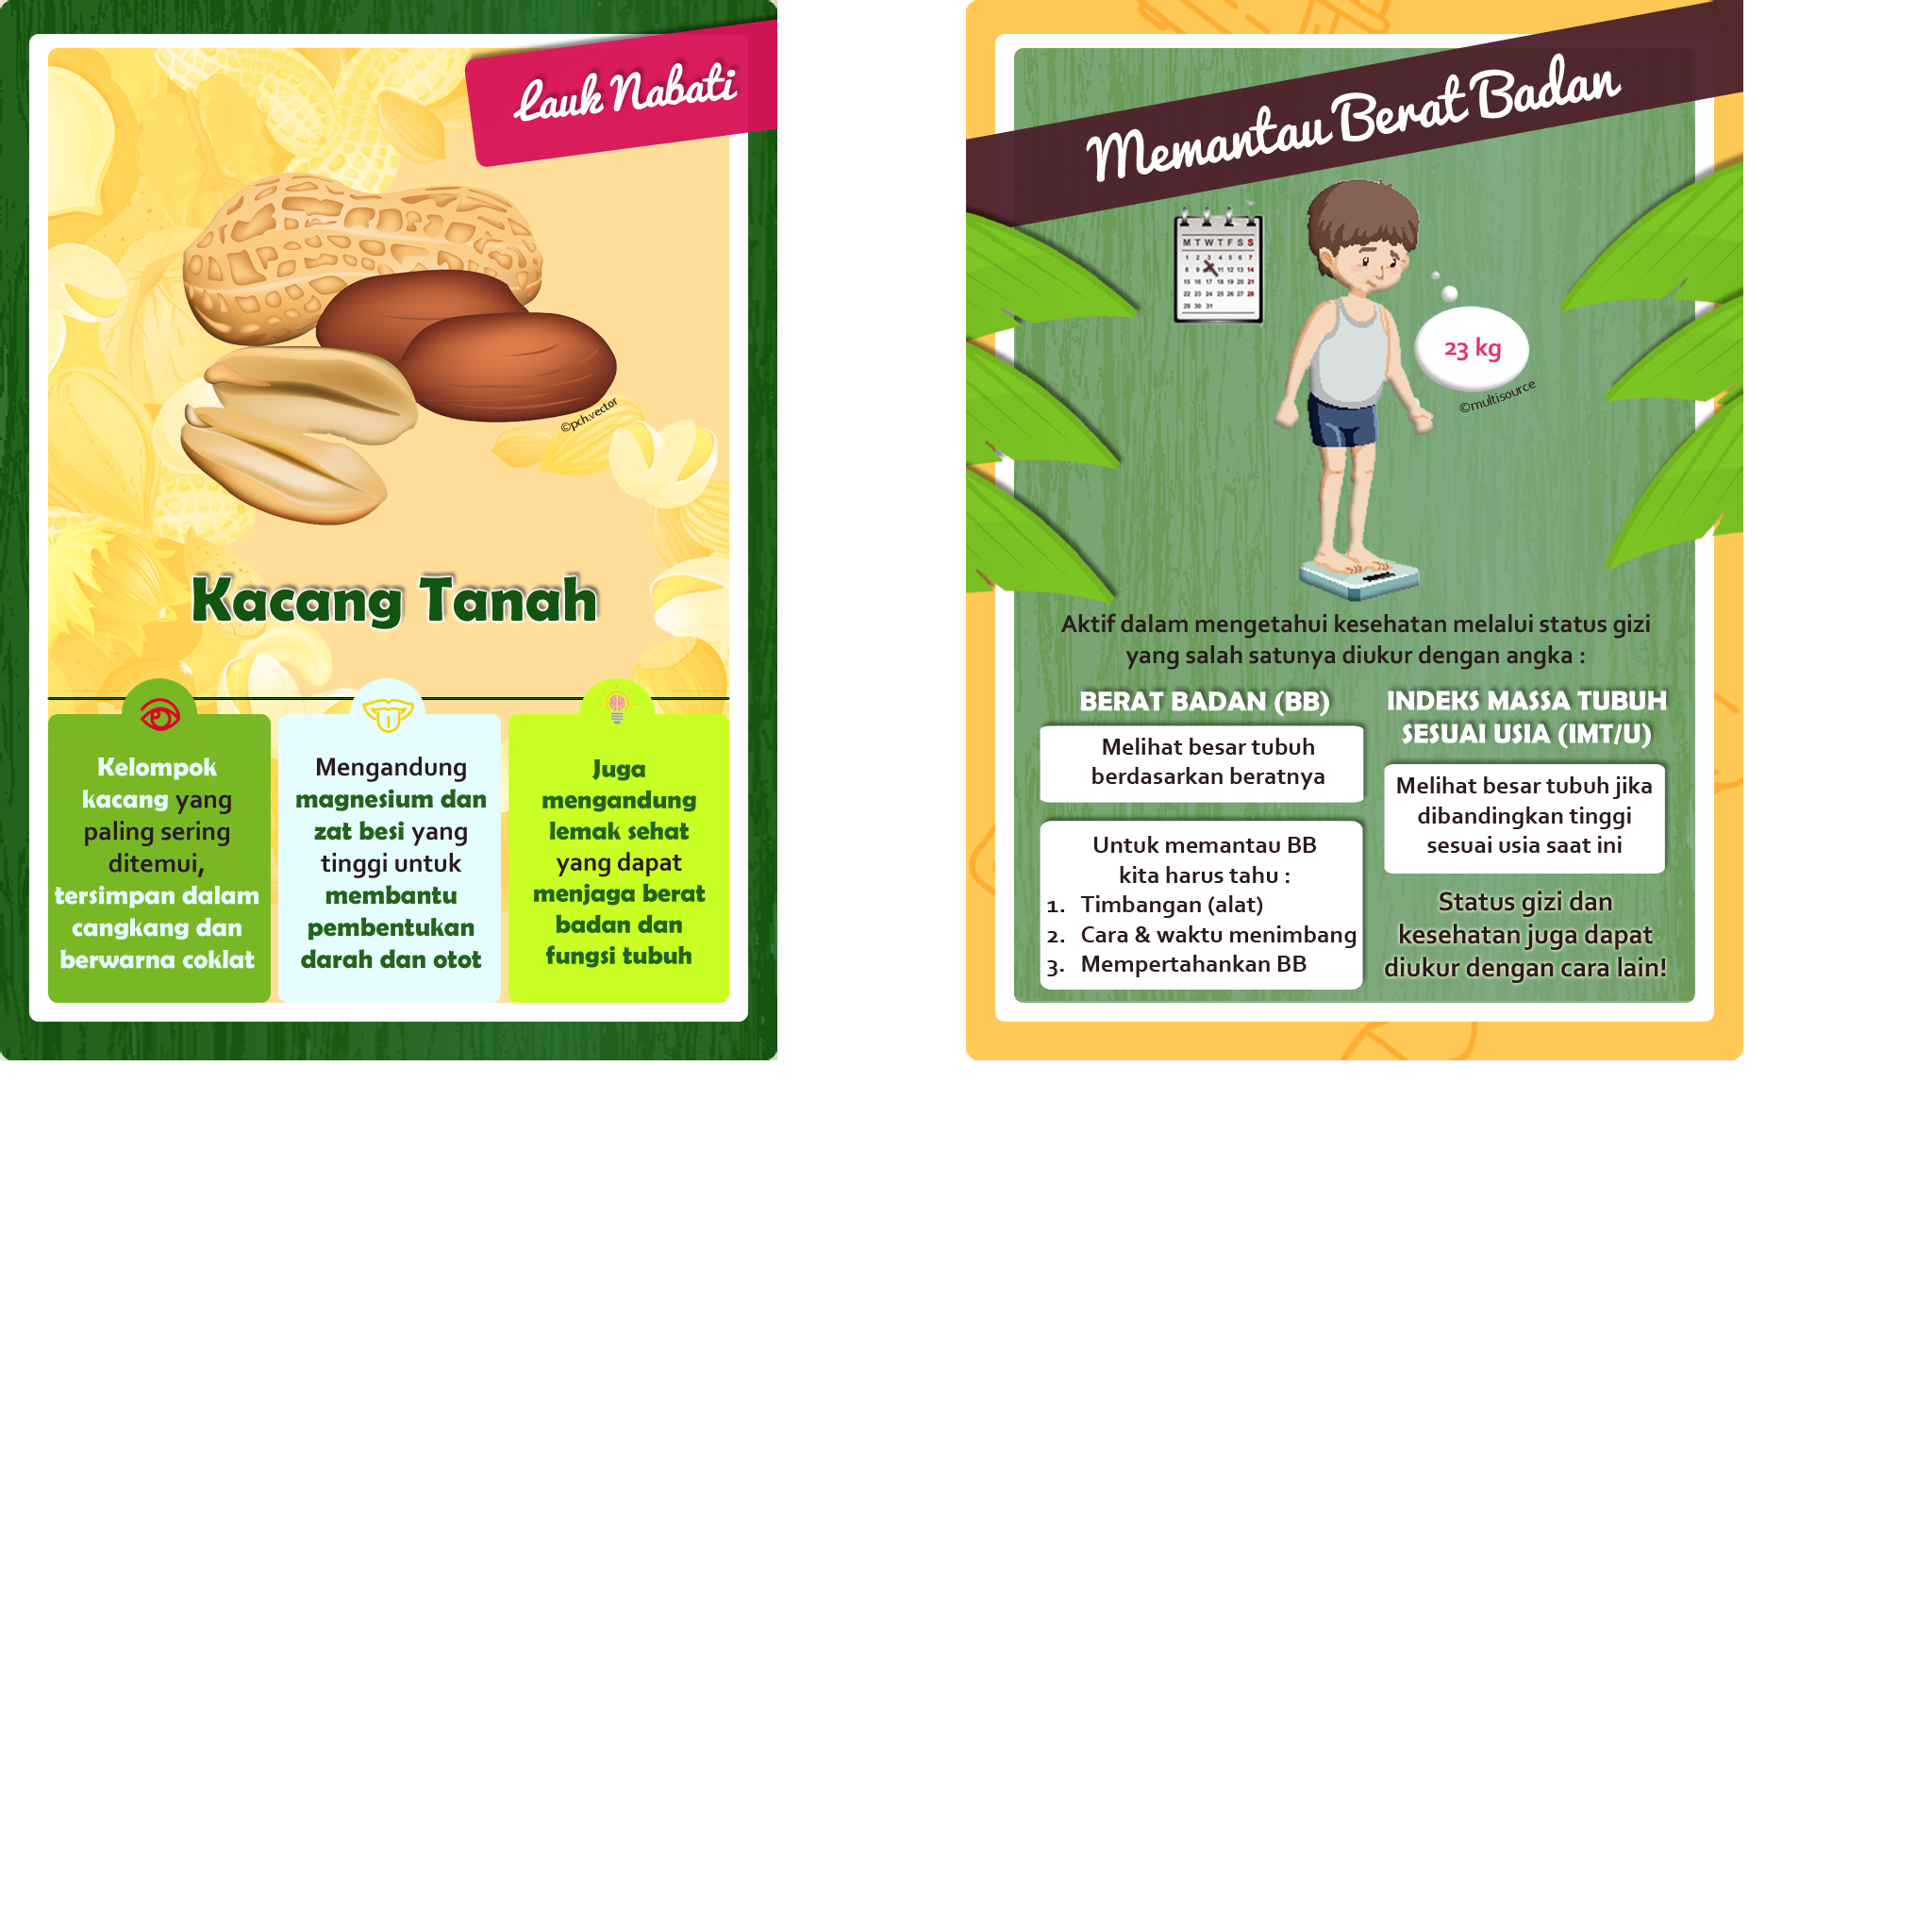 Lauk Nabati
©pch.vector
Kacang Tanah
Kelompok
kacang yang
paling sering
ditemui,
tersimpan dalam
cangkang dan
berwarna coklat
Mengandung
magnesium dan
zat besi yang
tinggi untuk
membantu
pembentukan
darah dan otot
Juga
mengandung
lemak sehat
yang dapat
menjaga berat
badan dan
fungsi tubuh
Memantau Berat Badan
M T W T F S S
1 2 3 4 5 6 7
8 9 11 12 13 14
15 16 17 18 19 20 21
22 23 24 25 26 27 28
29 30 31
23 kg
©multisource
Aktif dalam mengetahui kesehatan melalui status gizi
yang salah satunya diukur dengan angka :
BERAT BADAN (BB)
Melihat besar tubuh
berdasarkan beratnya
Untuk memantau BB
kita harus tahu :
1. Timbangan (alat)
2. Cara & waktu menimbang
3. Mempertahankan BB
INDEKS MASSA TUBUH
SESUAI USIA (IMT/U)
Melihat besar tubuh jika
dibandingkan tinggi
sesuai usia saat ini
Status gizi dan
kesehatan juga dapat
diukur dengan cara lain!